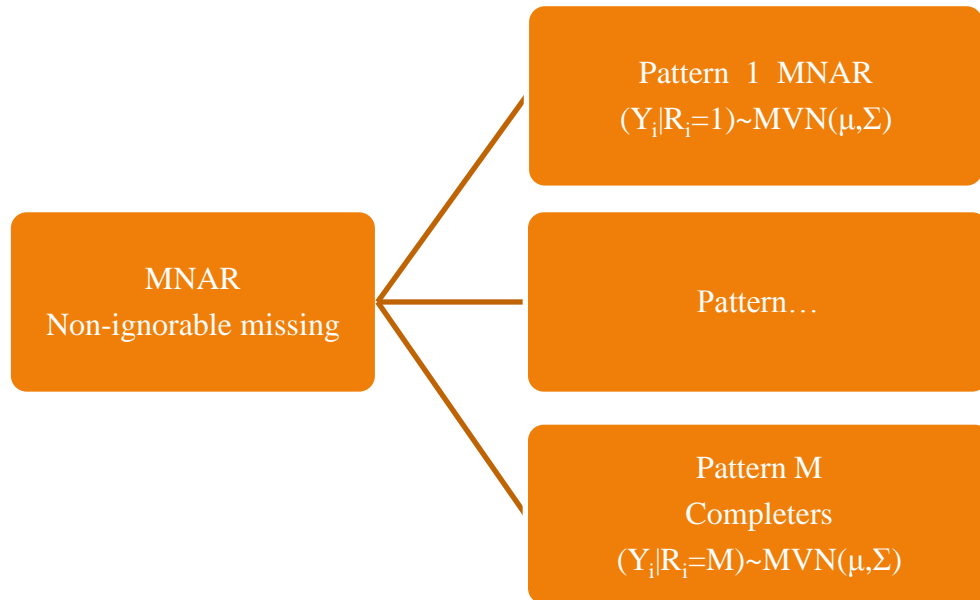 Pattern 1 MNAR
(Yᵢ|Rᵢ=1)~MVN(μ,Σ)
MNAR
Non-ignorable missing
Pattern…
Pattern M
Completers
(Yᵢ|Rᵢ=M)~MVN(μ,Σ)